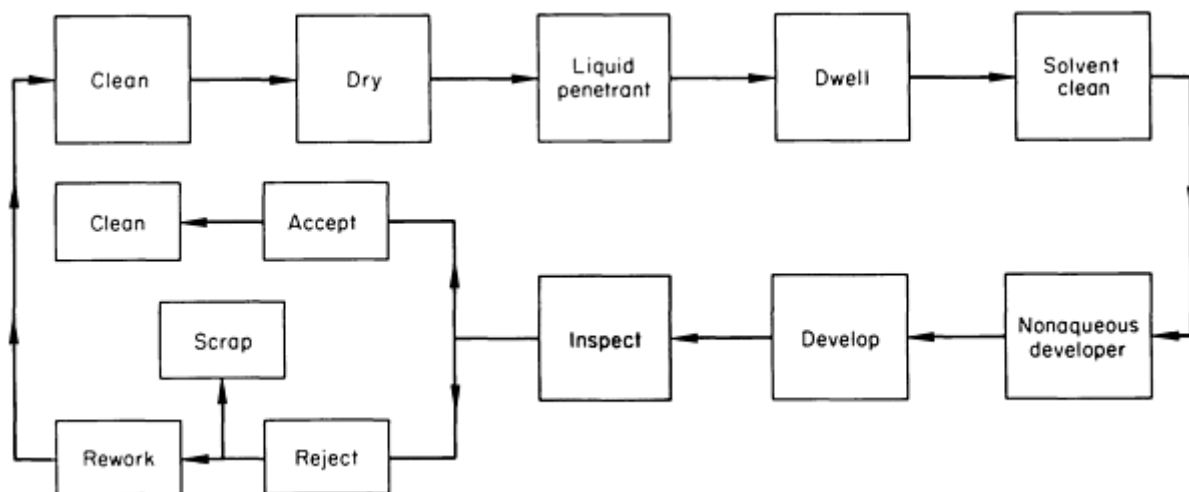 Clean
Dry
Liquid
penetrant
Dwell
Solvent
clean
Clean
Accept
Scrap
Inspect
Develop
Nonaqueous
developer
Rework
Reject